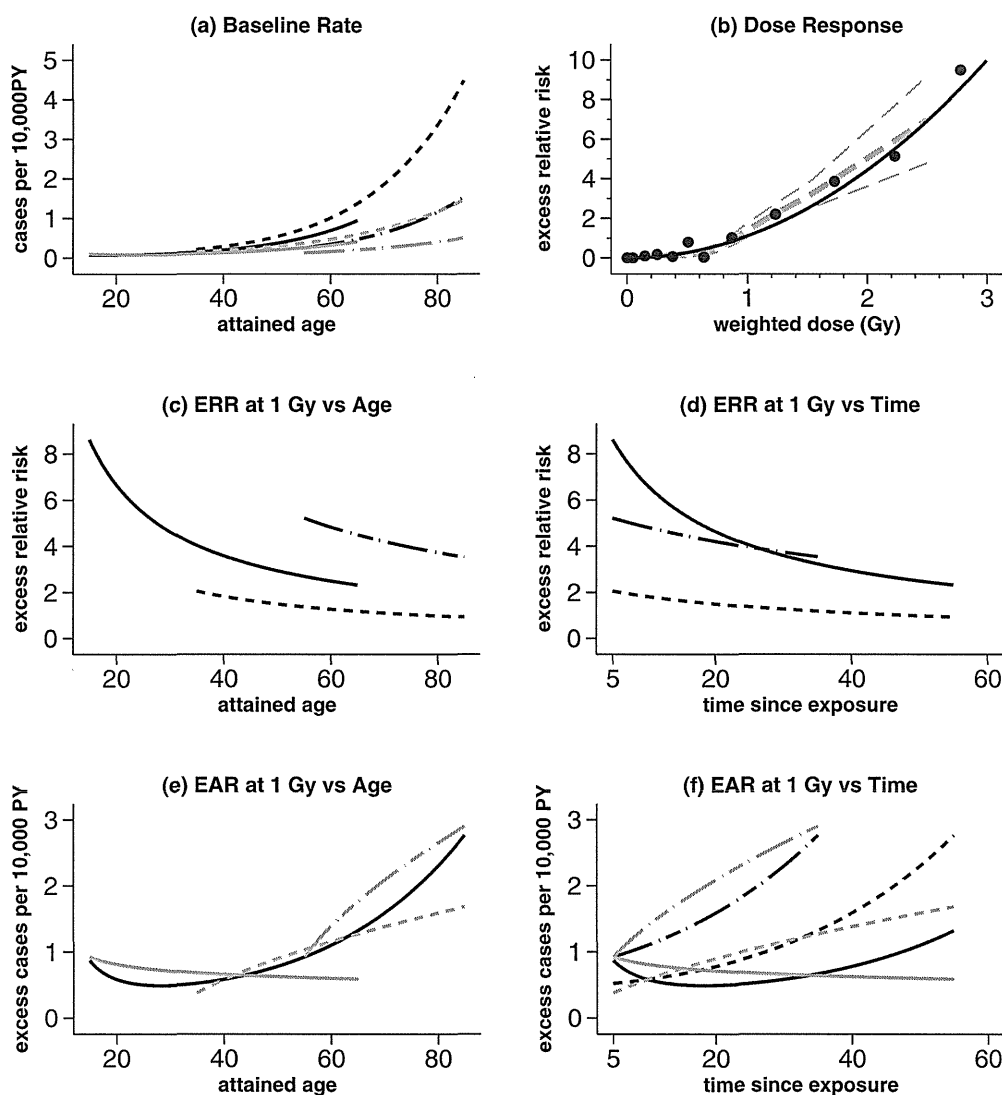 (a) Baseline Rate
cases per 10,000PY
5
4
3
2
1
0
20 40 60 80
attained age
(b) Dose Response
excess relative risk
10
8
6
4
2
0
0 1 2 3
weighted dose (Gy)
(c) ERR at 1 Gy vs Age
excess relative risk
8
6
4
2
0
20 40 60 80
attained age
(d) ERR at 1 Gy vs Time
excess relative risk
8
6
4
2
0
5 20 40 60
time since exposure
(e) EAR at 1 Gy vs Age
excess cases per 10,000 PY
3
2
1
0
20 40 60 80
attained age
(f) EAR at 1 Gy vs Time
excess cases per 10,000 PY
3
2
1
0
5 20 40 60
time since exposure